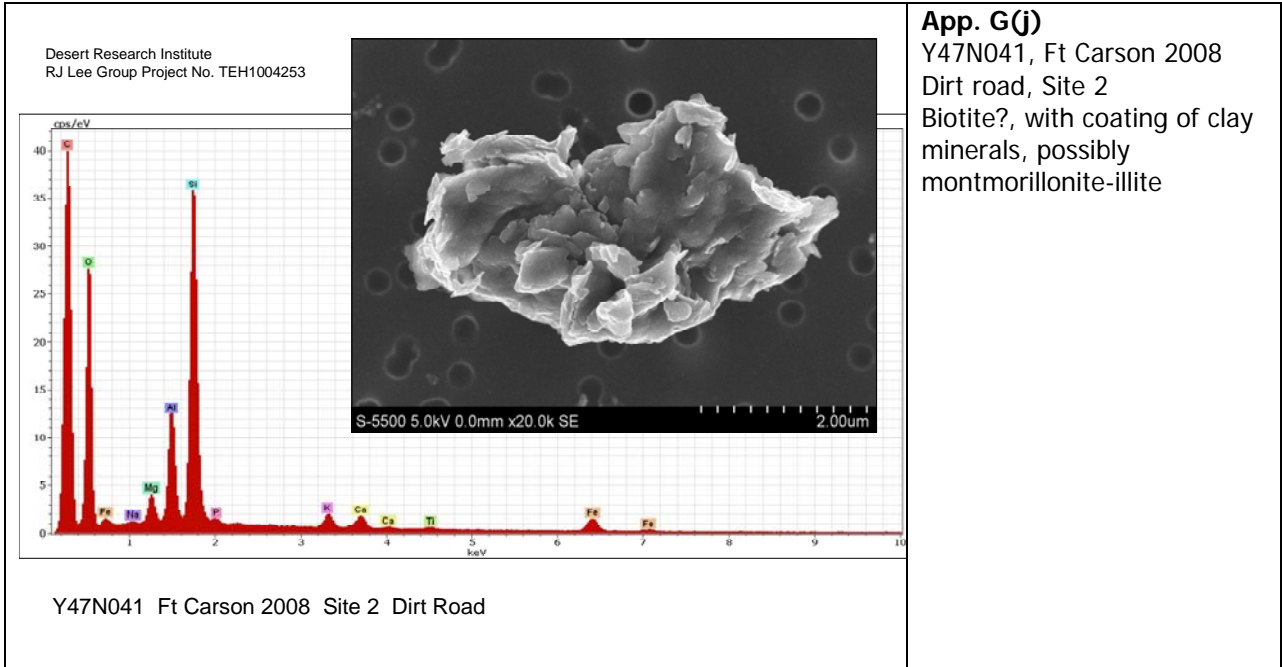 Desert Research Institute
RJ Lee Group Project No. TEH1004253
cps/eV
40
35
30
25
20
15
10
5
0
C
O
Fe
Na
Mg
Al
Si
P
K
Ca
Ca
Ti
Fe
Fe
1
2
3
4
5
6
7
8
9
10
keV
S-5500 5.0kV 0.0mm x20.0k SE
2.00um
Y47N041 Ft Carson 2008 Site 2 Dirt Road
App. G(j)
Y47N041, Ft Carson 2008
Dirt road, Site 2
Biotite?, with coating of clay
minerals, possibly
montmorillonite-illite